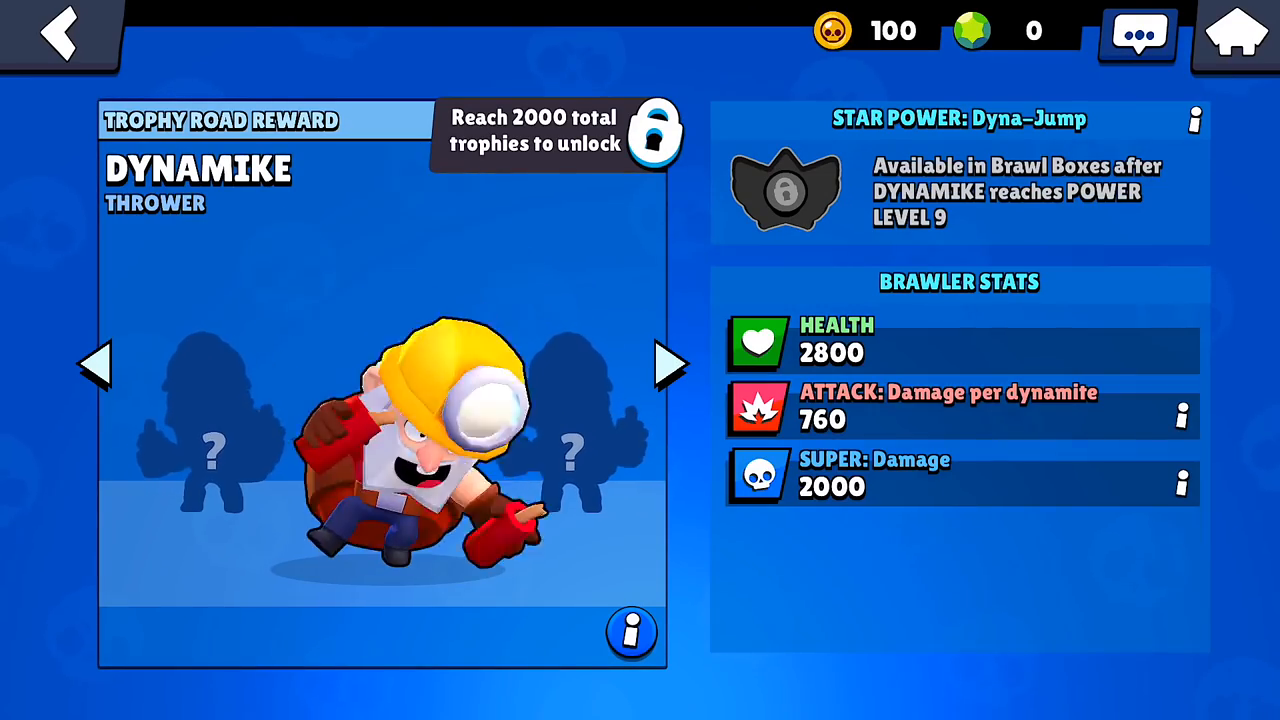 100
0
TROPHY ROAD REWARD
Reach 2000 total
trophies to unlock
DYNAMIKE
THROWER
?
?
STAR POWER: Dyna-Jump
i
Available in Brawl Boxes after
DYNAMIKE reaches POWER
LEVEL 9
BRAWLER STATS
HEALTH
2800
ATTACK: Damage per dynamite
760
i
SUPER: Damage
2000
i
i